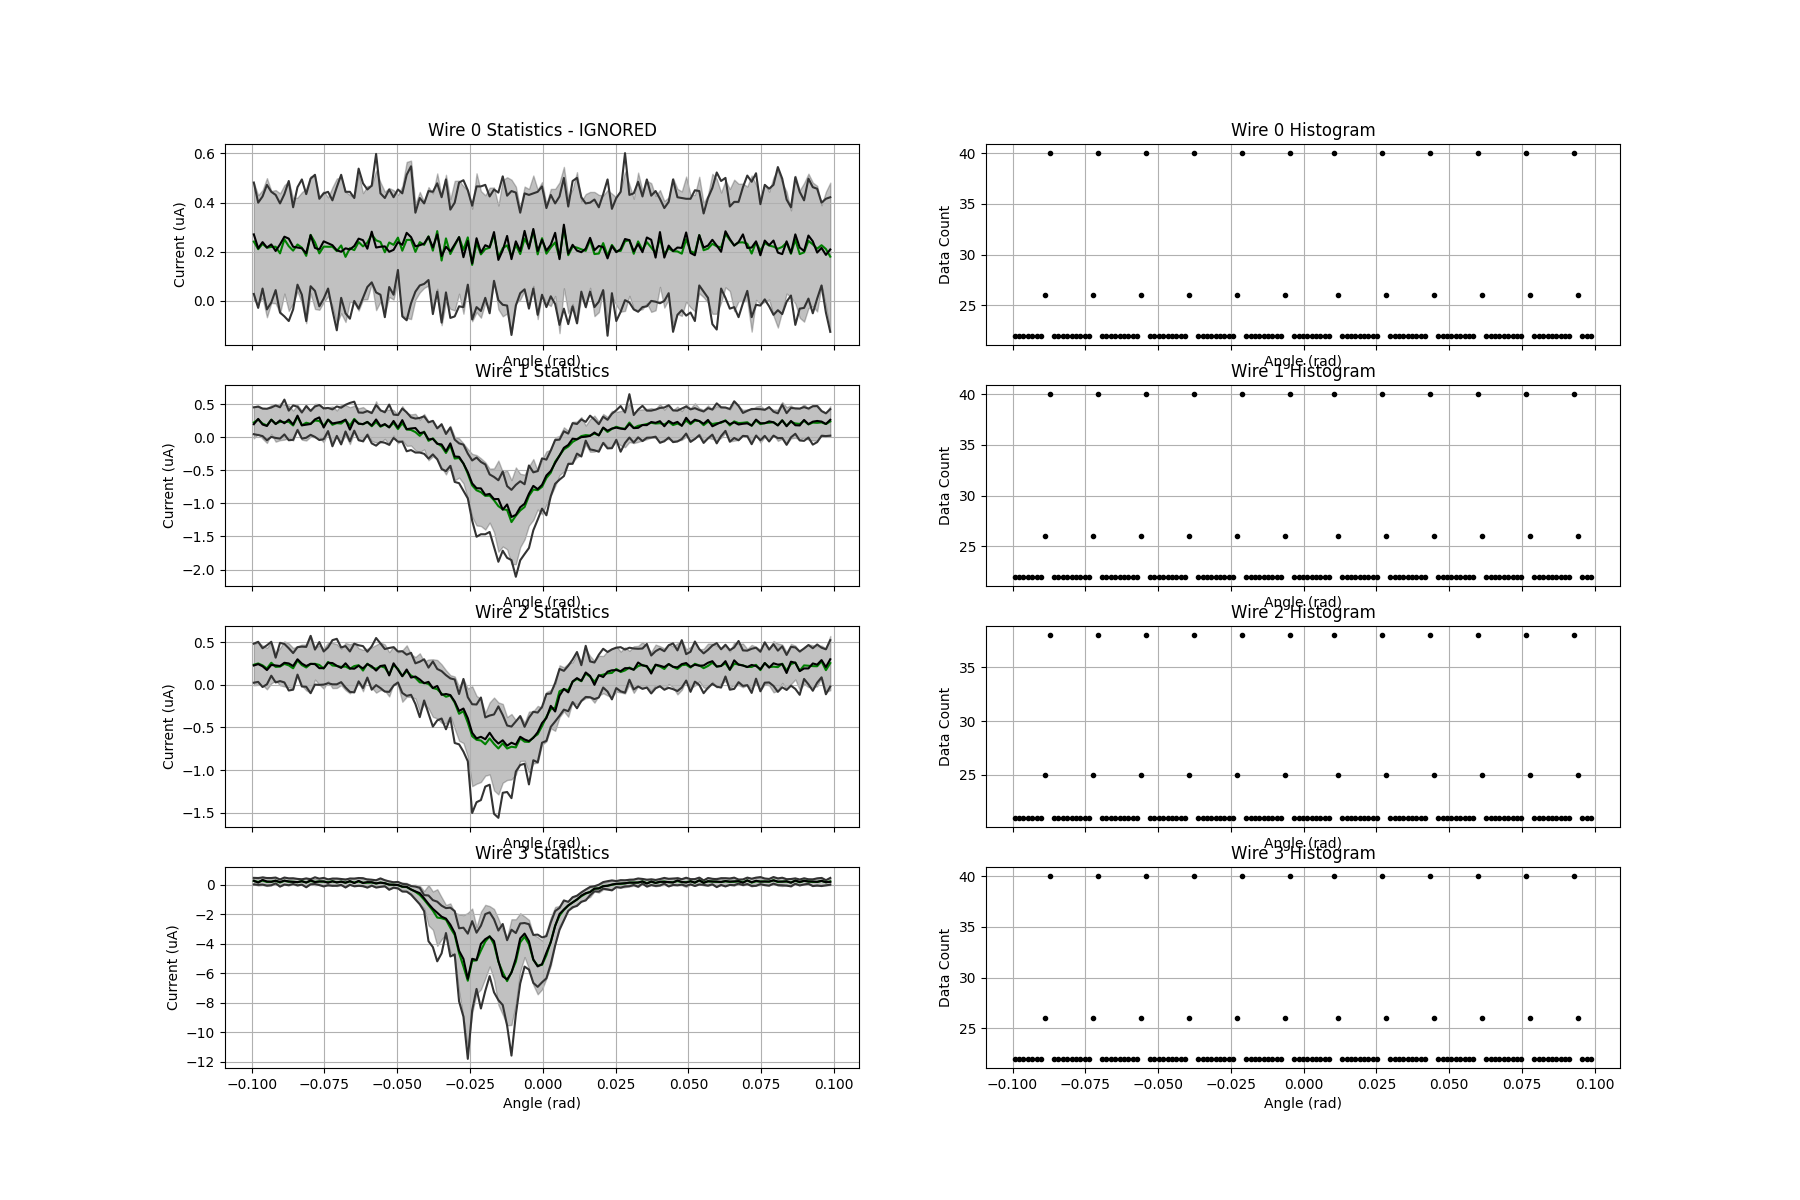 Wire 0 Statistics - IGNORED
Current (uA)
0.6
0.4
0.2
0.0
Angle (rad)
Wire 0 Histogram
Data Count
40
35
30
25
Angle (rad)
Wire 1 Statistics
Current (uA)
0.5
0.0
−0.5
−1.0
−1.5
−2.0
Angle (rad)
Wire 1 Histogram
Data Count
40
35
30
25
Angle (rad)
Wire 2 Statistics
Current (uA)
0.5
0.0
−0.5
−1.0
−1.5
Angle (rad)
Wire 2 Histogram
Data Count
35
30
25
Angle (rad)
Wire 3 Statistics
Current (uA)
0
−2
−4
−6
−8
−10
−12
−0.100 −0.075 −0.050 −0.025 0.000 0.025 0.050 0.075 0.100
Angle (rad)
Wire 3 Histogram
Data Count
40
35
30
25
−0.100 −0.075 −0.050 −0.025 0.000 0.025 0.050 0.075 0.100
Angle (rad)